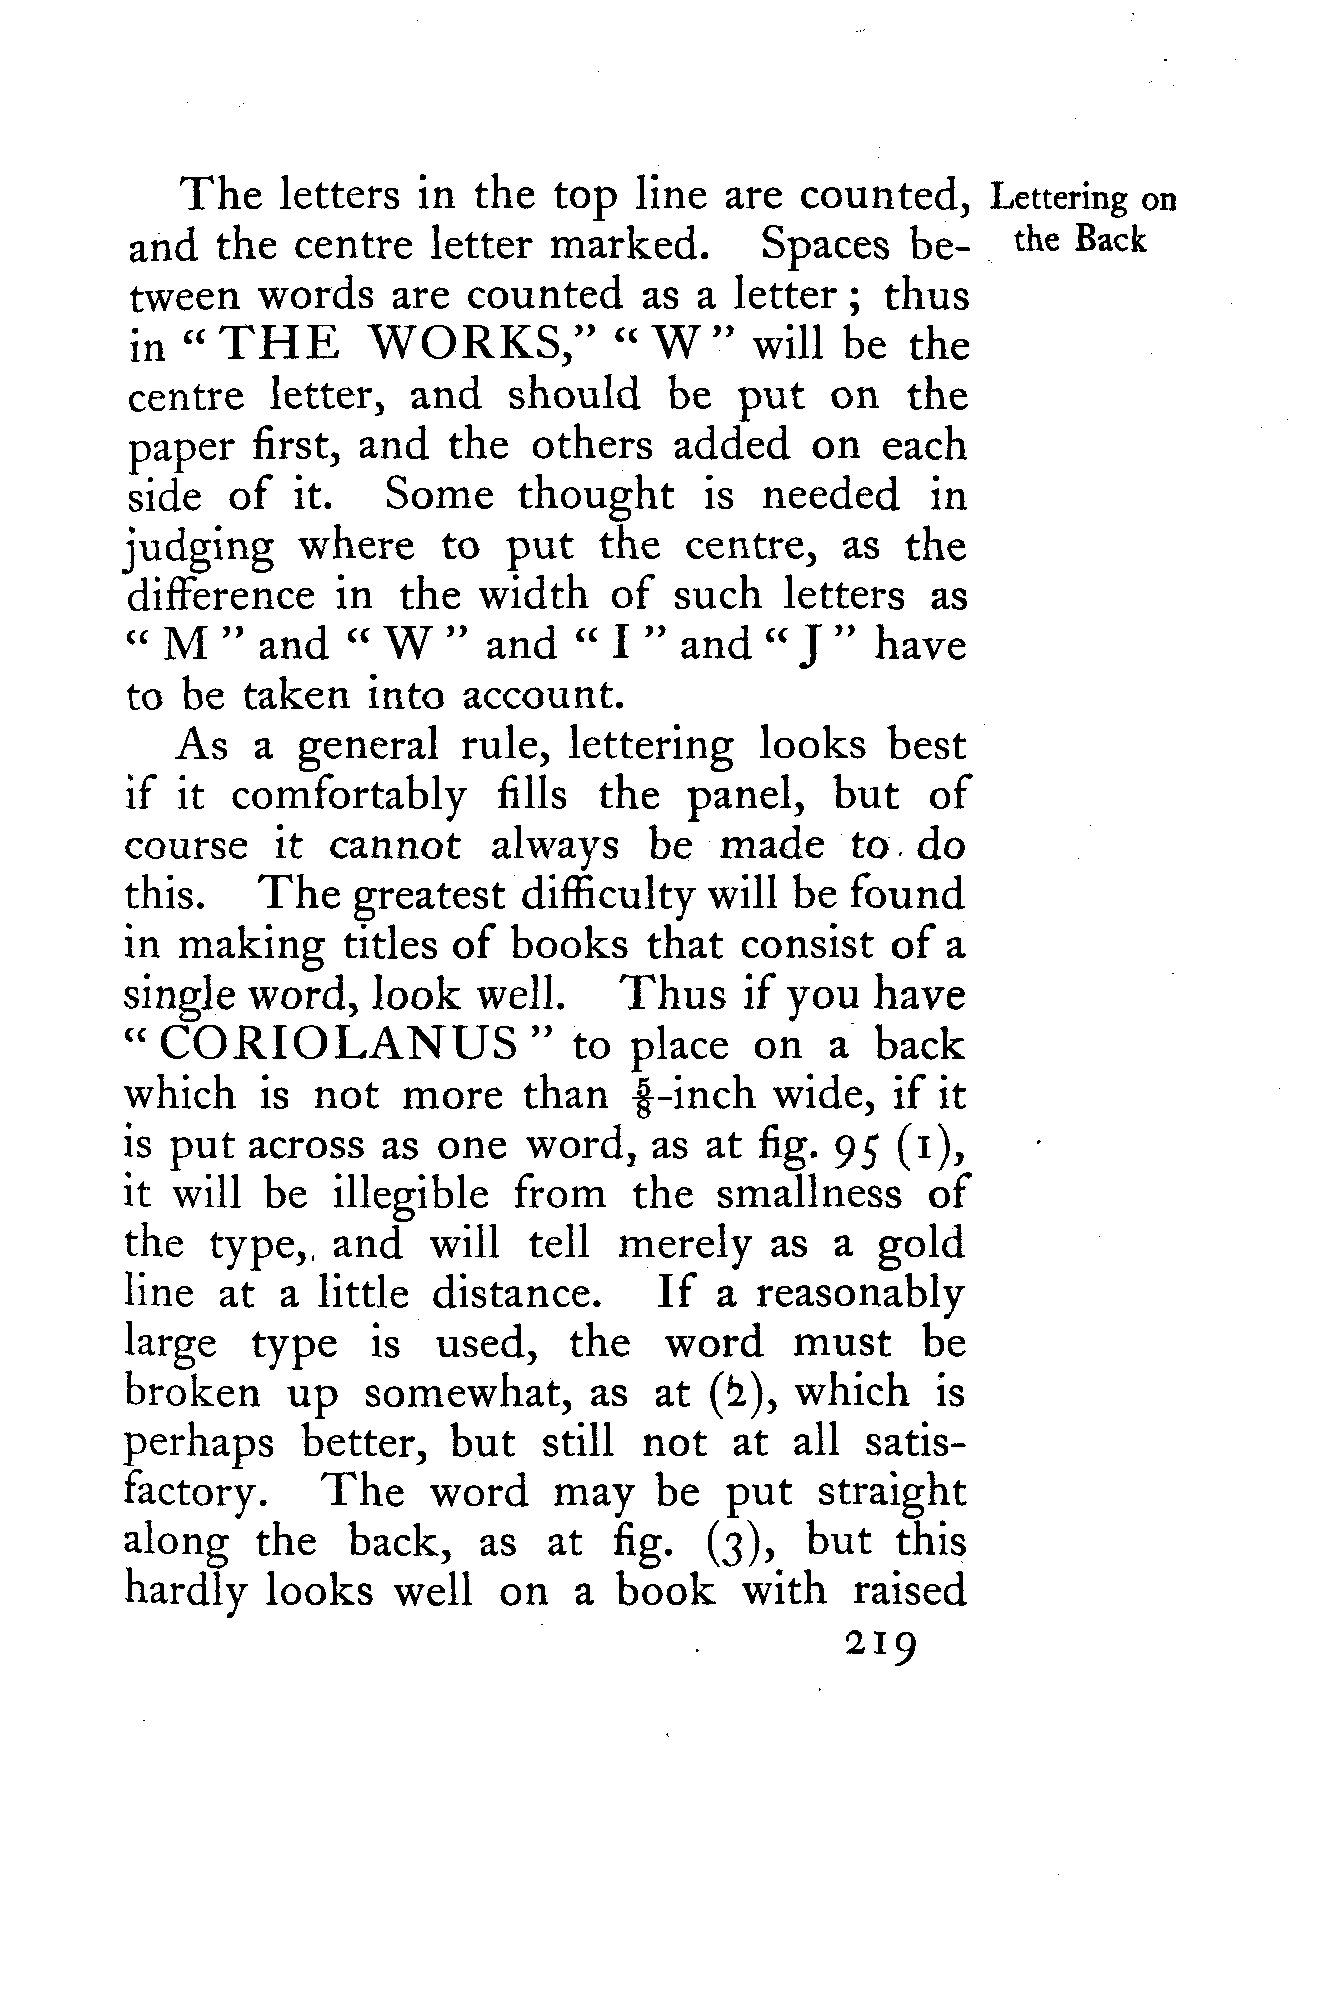 The letters in the top line are counted,
and the centre letter marked. Spaces be-
tween words are counted as a letter; thus
in "THE WORKS," "W" will be the
centre letter, and should be put on the
paper first, and the others added on each
side of it. Some thought is needed in
judging where to put the centre, as the
difference in the width of such letters as
"M" and "W" and "I" and "J" have
to be taken into account.
As a general rule, lettering looks best
if it comfortably fills the panel, but of
course it cannot always be made to do
this. The greatest difficulty will be found
in making titles of books that consist of a
single word, look well. Thus if you have
"CORIOLANUS" to place on a back
which is not more than ⅝-inch wide, if it
is put across as one word, as at fig. 95 (1),
it will be illegible from the smallness of
the type, and will tell merely as a gold
line at a little distance. If a reasonably
large type is used, the word must be
broken up somewhat, as at (2), which is
perhaps better, but still not at all satis-
factory. The word may be put straight
along the back, as at fig. (3), but this
hardly looks well on a book with raised
219
Lettering on
the Back